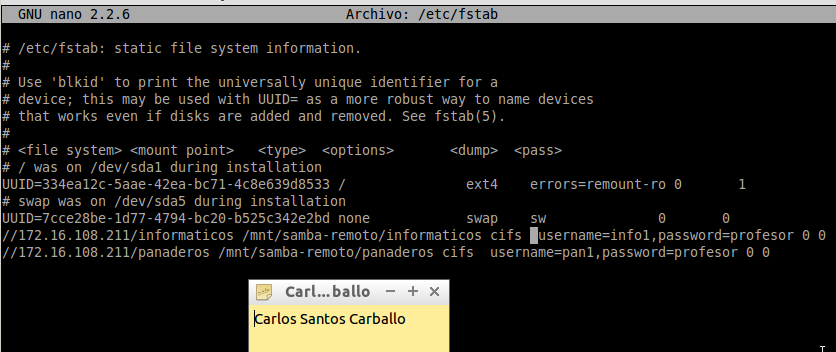 GNU nano 2.2.6 Archivo: /etc/fstab
# /etc/fstab: static file system information.
#
# Use 'blkid' to print the universally unique identifier for a
# device; this may be used with UUID= as a more robust way to name devices
# that works even if disks are added and removed. See fstab(5).
#
# <file system> <mount point>   <type>  <options>       <dump>  <pass>
# / was on /dev/sda1 during installation
UUID=334ea12c-5aae-42ea-bc71-4c8e639d8533 /               ext4    errors=remount-ro 0       1
# swap was on /dev/sda5 during installation
UUID=7cce28be-1d77-4794-bc20-b525c342e2bd none            swap    sw              0       0
//172.16.108.211/informaticos /mnt/samba-remoto/informaticos cifs  username=info1,password=profesor 0 0
//172.16.108.211/panaderos /mnt/samba-remoto/panaderos cifs  username=pan1,password=profesor 0 0
Carl...ballo
Carlos Santos Carballo